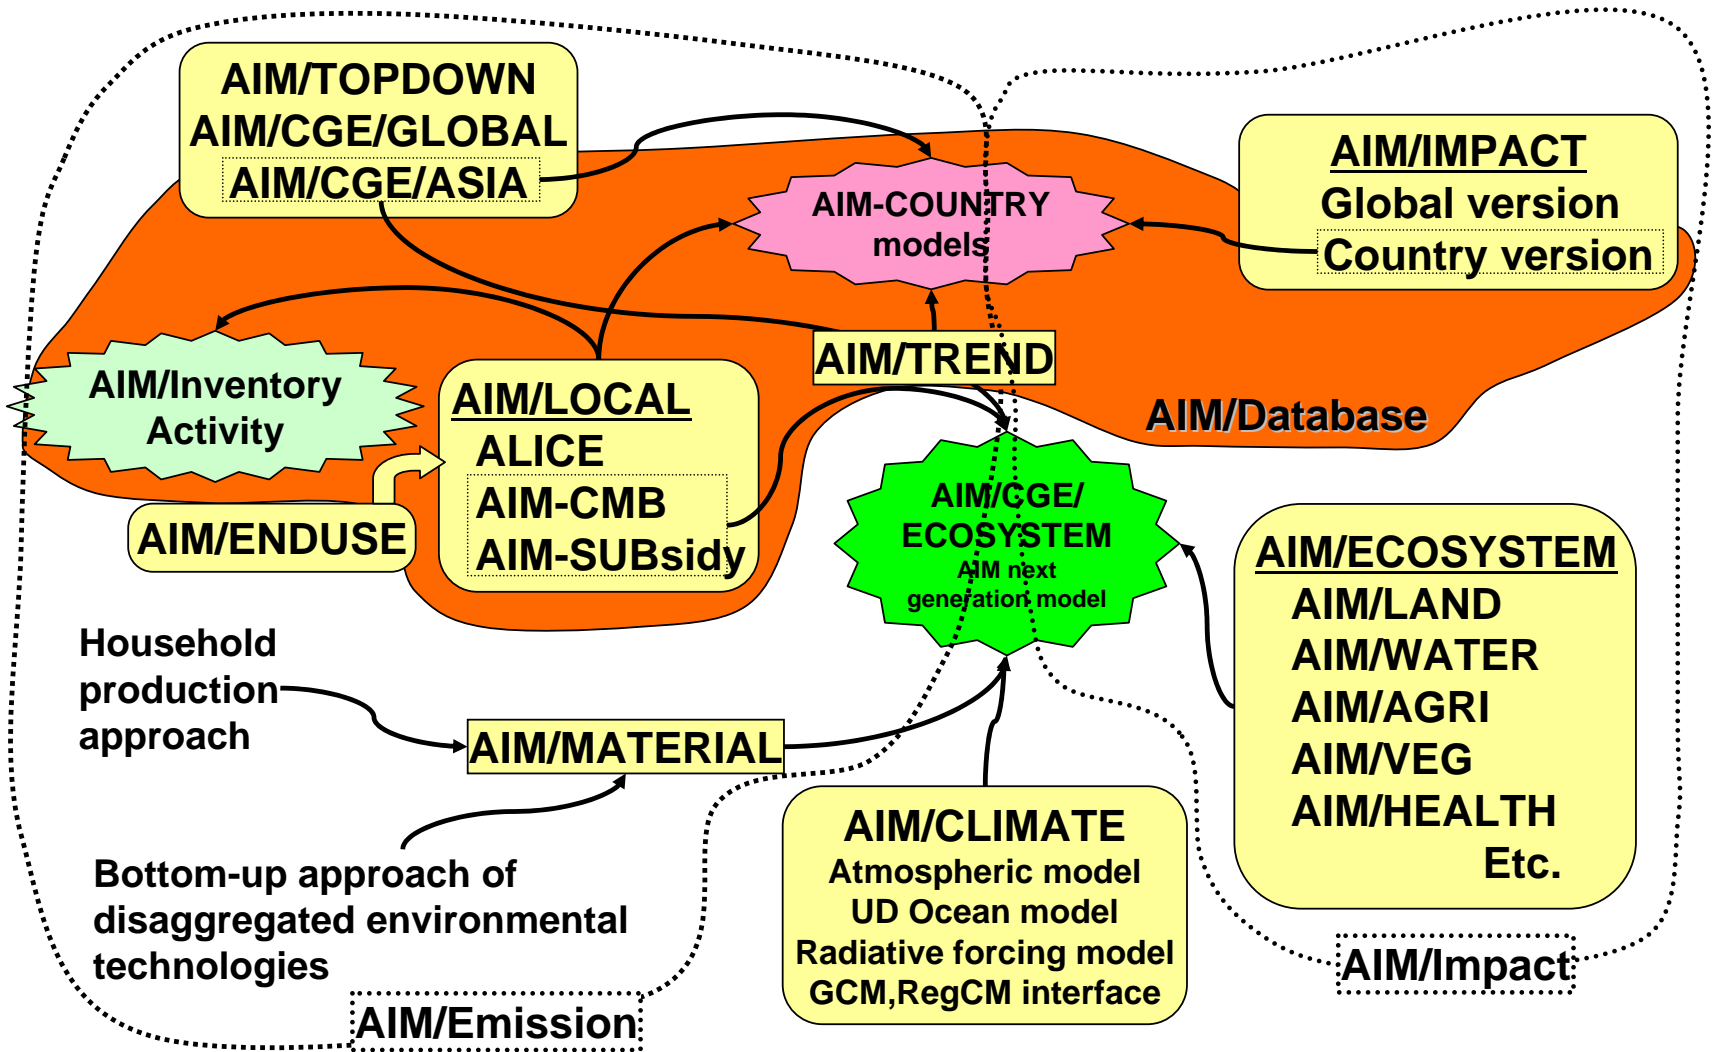 AIM/TOPDOWN
AIM/CGE/GLOBAL
AIM/CGE/ASIA
AIM/IMPACT
Global version
Country version
AIM-COUNTRY
models
AIM/TREND
AIM/Database
AIM/Inventory
Activity
AIM/LOCAL
ALICE
AIM-CMB
AIM-SUBsidy
AIM/ENDUSE
AIM/CGE/
ECOSYSTEM
AIM next
generation model
AIM/ECOSYSTEM
AIM/LAND
AIM/WATER
AIM/AGRI
AIM/VEG
AIM/HEALTH
Etc.
Household
production
approach
AIM/MATERIAL
Bottom-up approach of
disaggregated environmental
technologies
AIM/CLIMATE
Atmospheric model
UD Ocean model
Radiative forcing model
GCM,RegCM interface
AIM/Impact
AIM/Emission